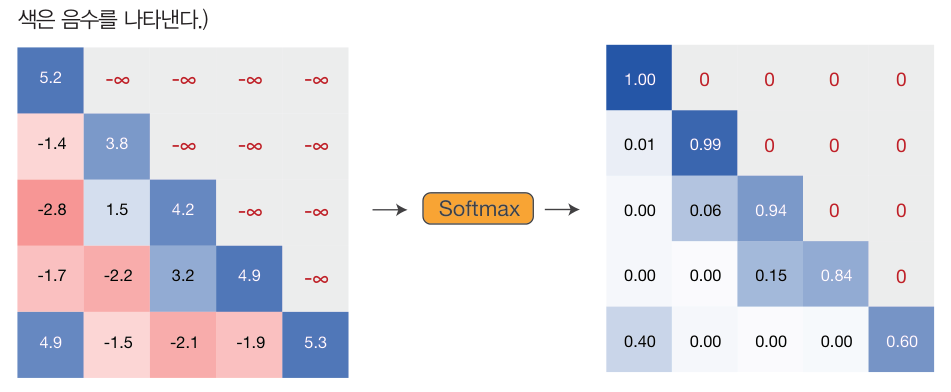 색은 음수를 나타낸다.)
5.2 -∞ -∞ -∞ -∞ 1.00 0 0 0 0
-1.4 3.8 -∞ -∞ -∞ 0.01 0.99 0 0 0
-2.8 1.5 4.2 -∞ -∞ Softmax 0.00 0.06 0.94 0 0
-1.7 -2.2 3.2 4.9 -∞ 0.00 0.00 0.15 0.84 0
4.9 -1.5 -2.1 -1.9 5.3 0.40 0.00 0.00 0.00 0.60